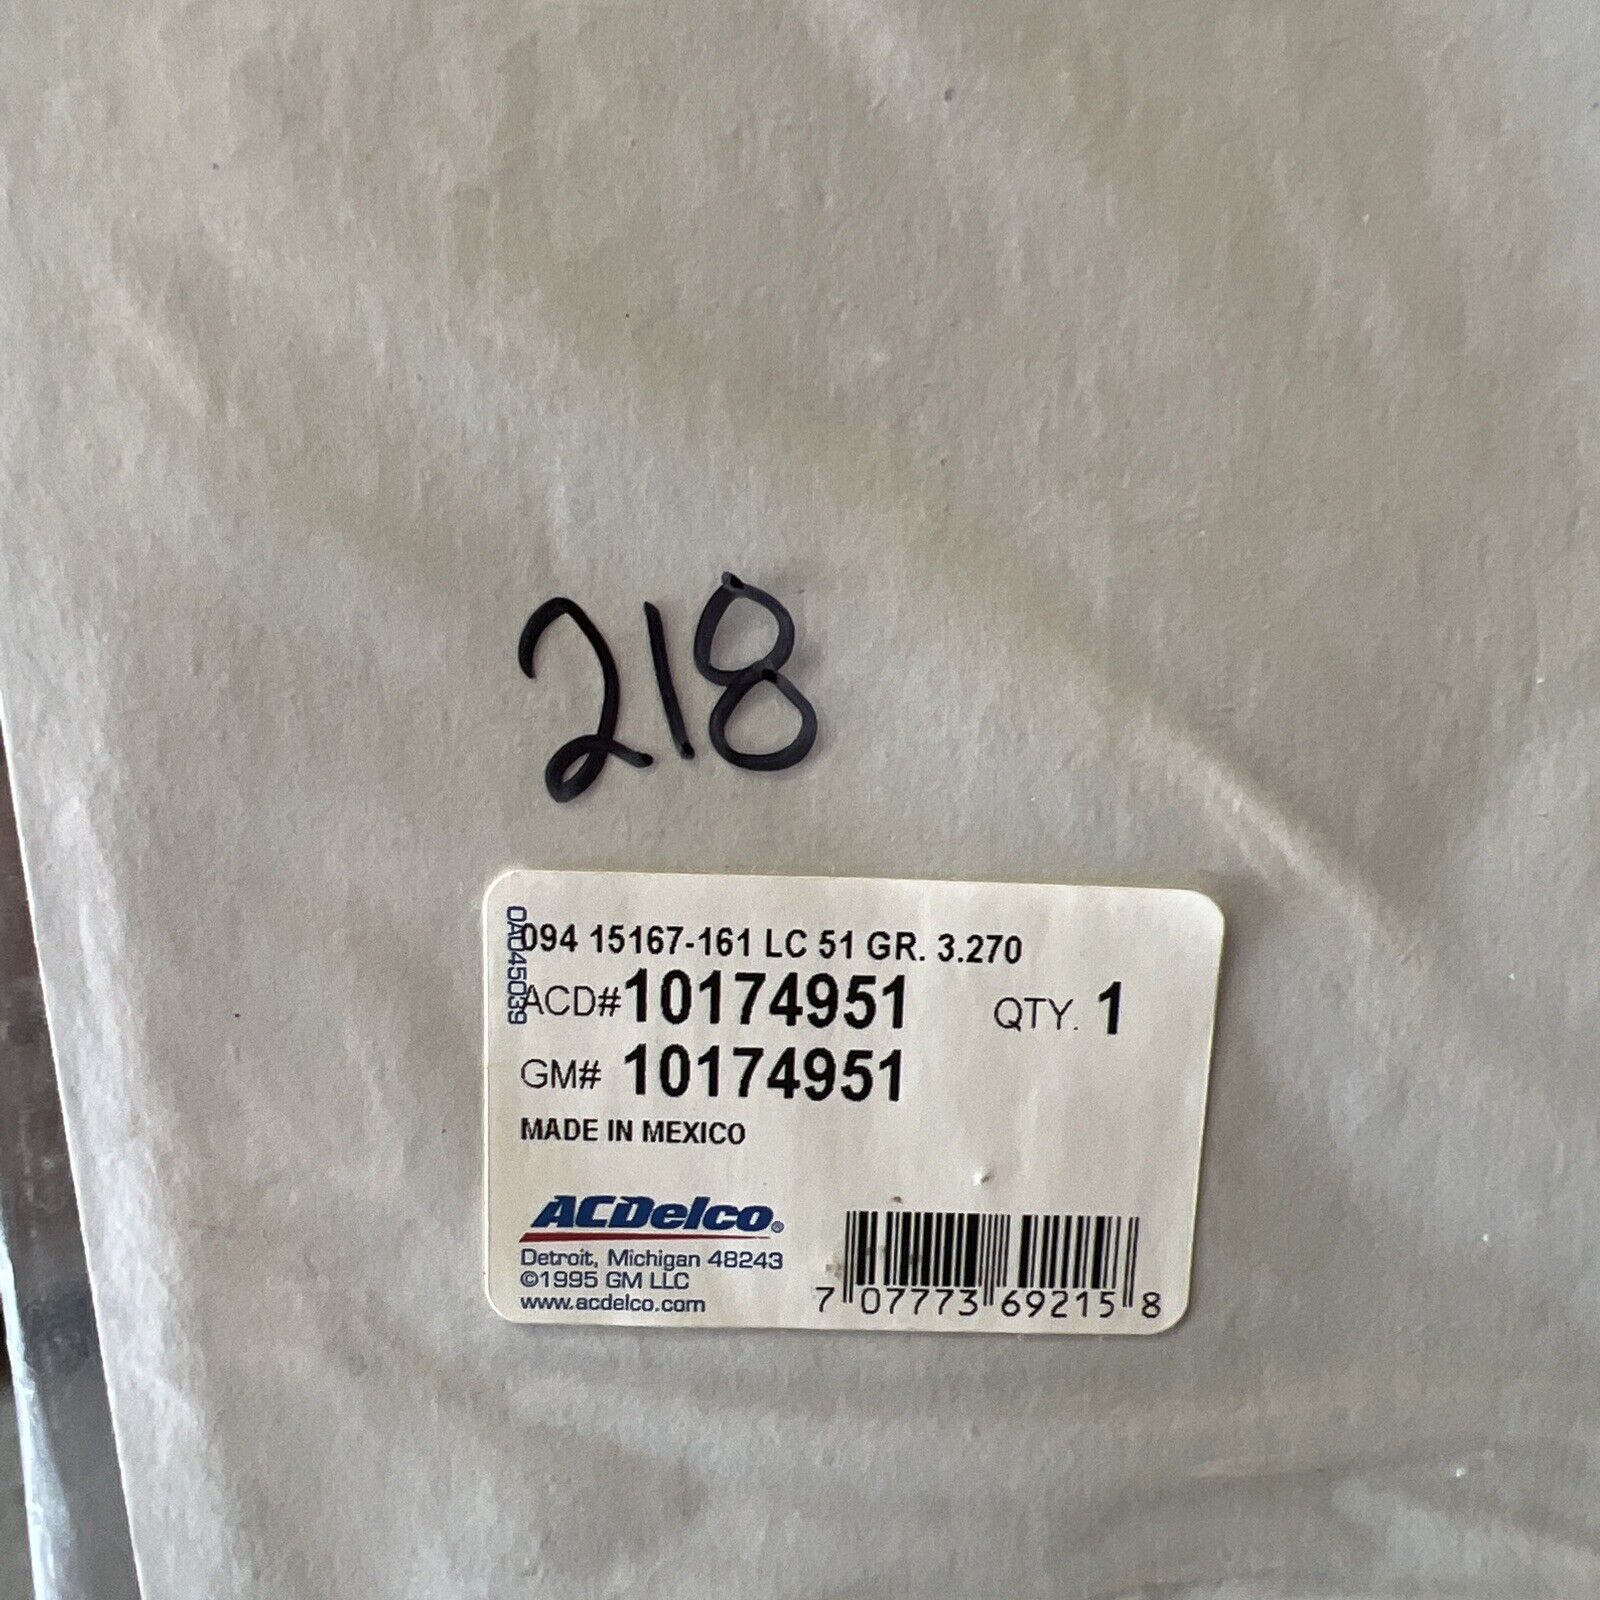 218
0A045039
094 15167-161 LC 51 GR. 3.270
ACD# 10174951 QTY. 1
GM# 10174951
MADE IN MEXICO
ACDelco®
Detroit, Michigan 48243
©1995 GM LLC
www.acdelco.com
7 07773 69215 8